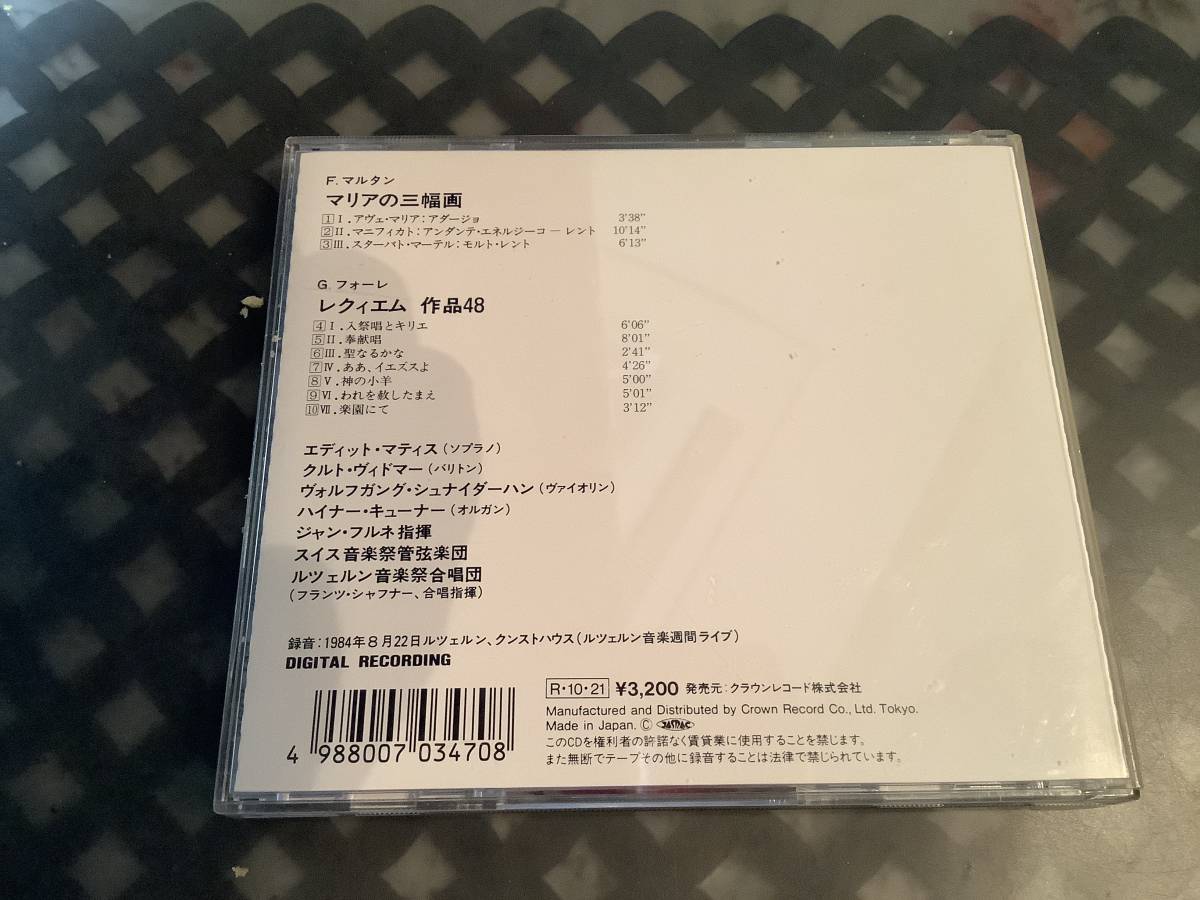 F. マルタン
マリアの三幅画
1 I. アヴェ・マリア：アダージョ 3'38"
2 II. マニフィカト：アンダンテ・エネルジーコ − レント 10'14"
3 III. スターバト・マーテル：モルト・レント 6'13"
G. フォーレ
レクィエム 作品48
4 I. 入祭唱とキリエ 6'06"
5 II. 奉献唱 8'01"
6 III. 聖なるかな 2'41"
7 IV. ああ、イエズスよ 4'26"
8 V. 神の小羊 5'00"
9 VI. われを赦したまえ 5'01"
10 VII. 楽園にて 3'12"
エディット・マティス（ソプラノ）
クルト・ヴィドマー（バリトン）
ヴォルフガング・シュナイダーハン（ヴァイオリン）
ハイナー・キューナー（オルガン）
ジャン・フルネ指揮
スイス音楽祭管弦楽団
ルツェルン音楽祭合唱団
（フランツ・シャフナー、合唱指揮）
録音：1984年8月22日ルツェルン、クンストハウス（ルツェルン音楽週間ライブ）
DIGITAL RECORDING
R・10・21 ¥3,200 発売元：クラウンレコード株式会社
Manufactured and Distributed by Crown Record Co., Ltd. Tokyo.
Made in Japan. Ⓒ JASRAC
このCDを権利者の許諾なく賃貸業に使用することを禁じます。
また無断でテープその他に録音することは法律で禁じられています。
4 988007 034708